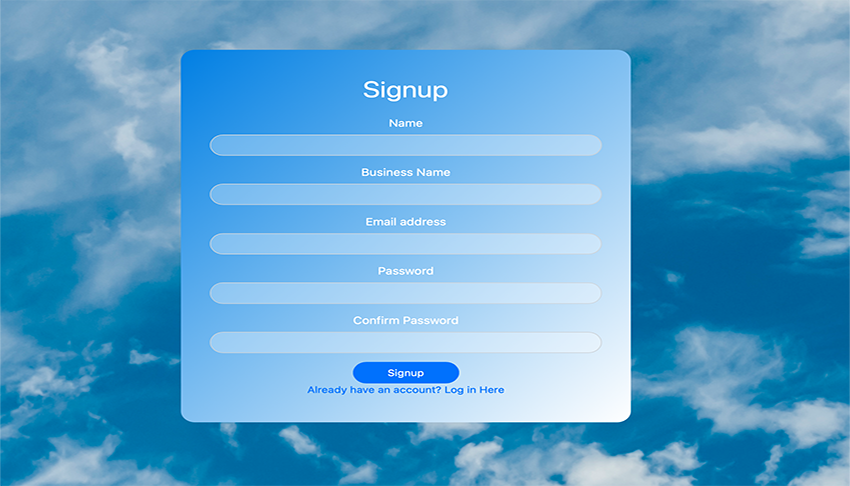 Signup
Name
Business Name
Email address
Password
Confirm Password
Signup
Already have an account? Log in Here